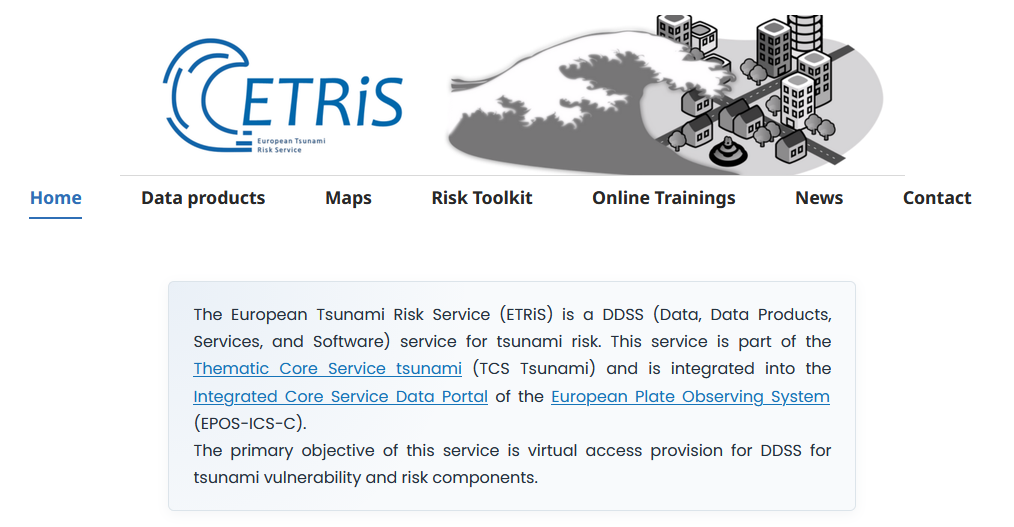 ETRiS
European Tsunami
Risk Service
Home Data products Maps Risk Toolkit Online Trainings News Contact
The European Tsunami Risk Service (ETRiS) is a DDSS (Data, Data Products,
Services, and Software) service for tsunami risk. This service is part of the
Thematic Core Service tsunami (TCS Tsunami) and is integrated into the
Integrated Core Service Data Portal of the European Plate Observing System
(EPOS-ICS-C).
The primary objective of this service is virtual access provision for DDSS for
tsunami vulnerability and risk components.